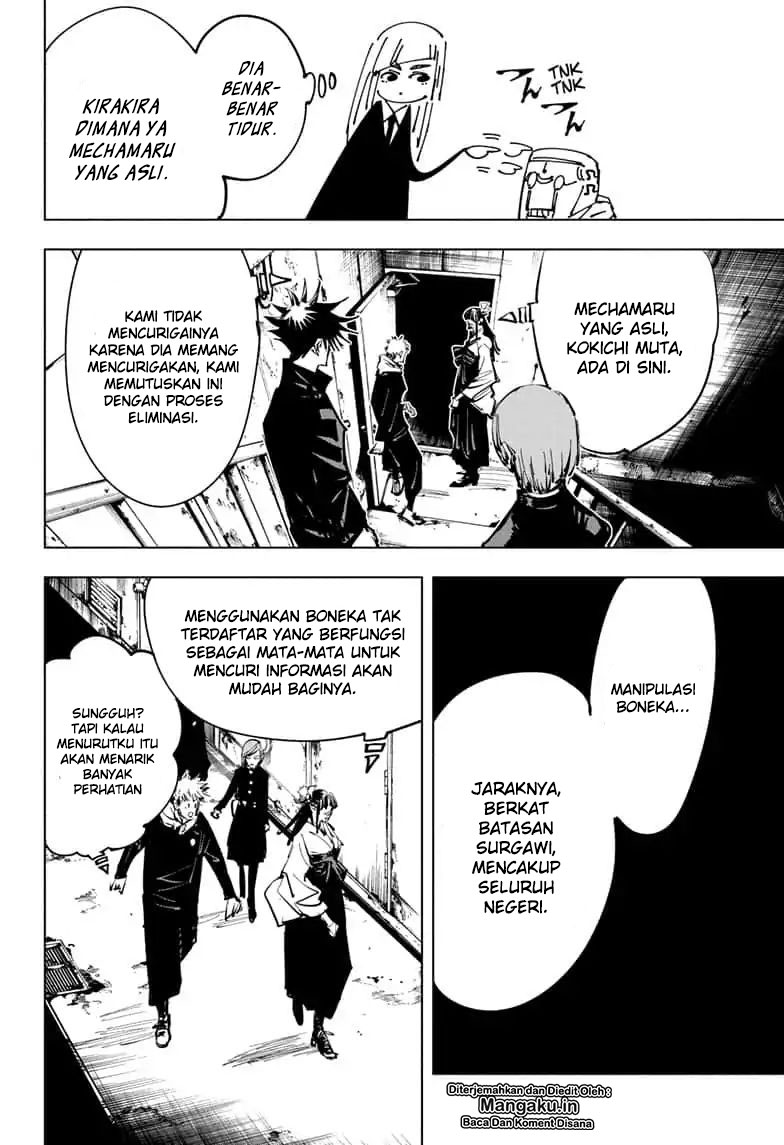 DIA
BENAR-
BENAR
TIDUR.
KIRAKIRA
DIMANA YA
MECHAMARU
YANG ASLI.
TNK
TNK
MECHAMARU
YANG ASLI,
KOKICHI MUTA,
ADA DI SINI.
KAMI TIDAK
MENCURIGAINYA
KARENA DIA MEMANG
MENCURIGAKAN, KAMI
MEMUTUSKAN INI
DENGAN PROSES
ELIMINASI.
MANIPULASI
BONEKA...
JARAKNYA,
BERKAT
BATASAN
SURGAWI,
MENCAKUP
SELURUH
NEGERI.
MENGGUNAKAN BONEKA TAK
TERDAFTAR YANG BERFUNGSI
SEBAGAI MATA-MATA UNTUK
MENCURI INFORMASI AKAN
MUDAH BAGINYA.
SUNGGUH?
TAPI KALAU
MENURUTKU ITU
AKAN MENARIK
BANYAK
PERHATIAN
Diterjemahkan dan Diedit Oleh:
Mangaku.in
Baca Dan Koment Disana